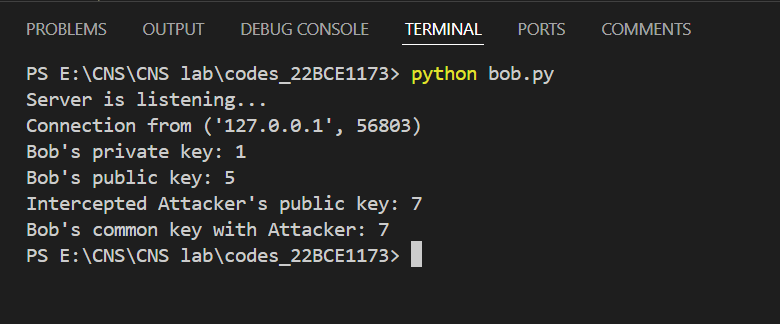 PROBLEMS OUTPUT DEBUG CONSOLE TERMINAL PORTS COMMENTS
PS E:\CNS\CNS lab\codes_22BCE1173> python bob.py
Server is listening...
Connection from ('127.0.0.1', 56803)
Bob's private key: 1
Bob's public key: 5
Intercepted Attacker's public key: 7
Bob's common key with Attacker: 7
PS E:\CNS\CNS lab\codes_22BCE1173>